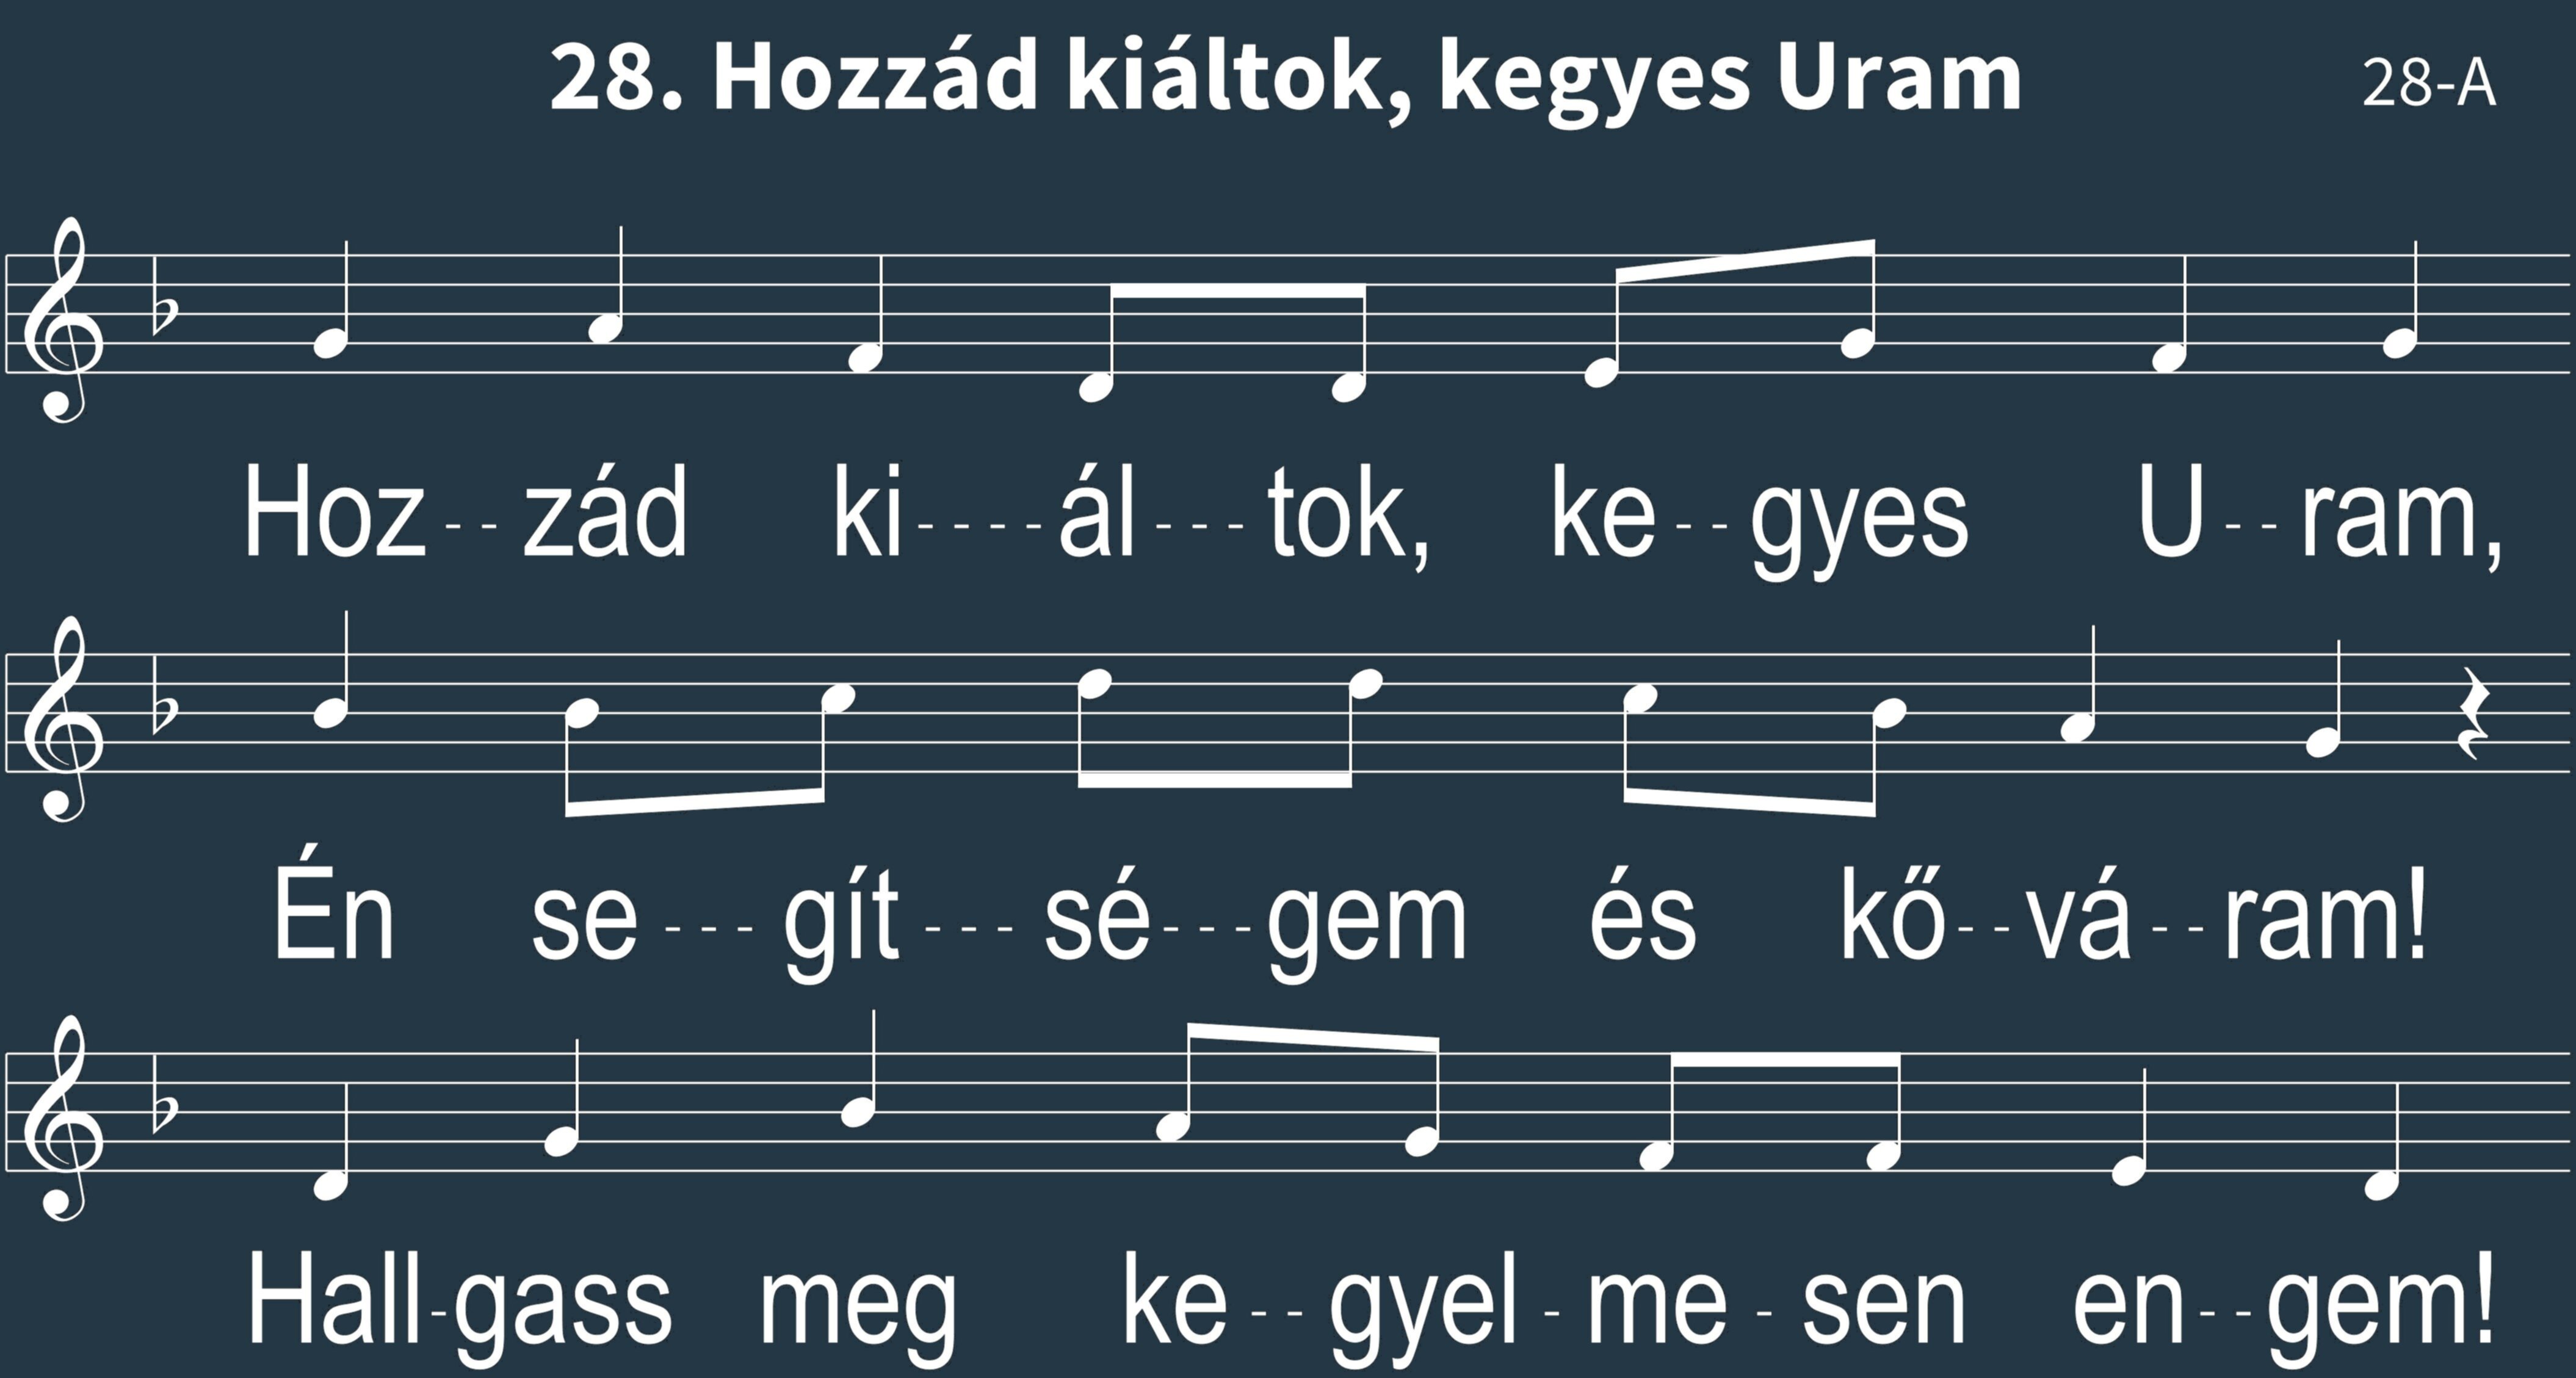 28. Hozzád kiáltok, kegyes Uram 28-A
Hoz--zád ki----ál---tok, ke--gyes U--ram,
Én se---gít---sé---gem és kő--vá--ram!
Hall-gass meg ke--gyel-me-sen en--gem!